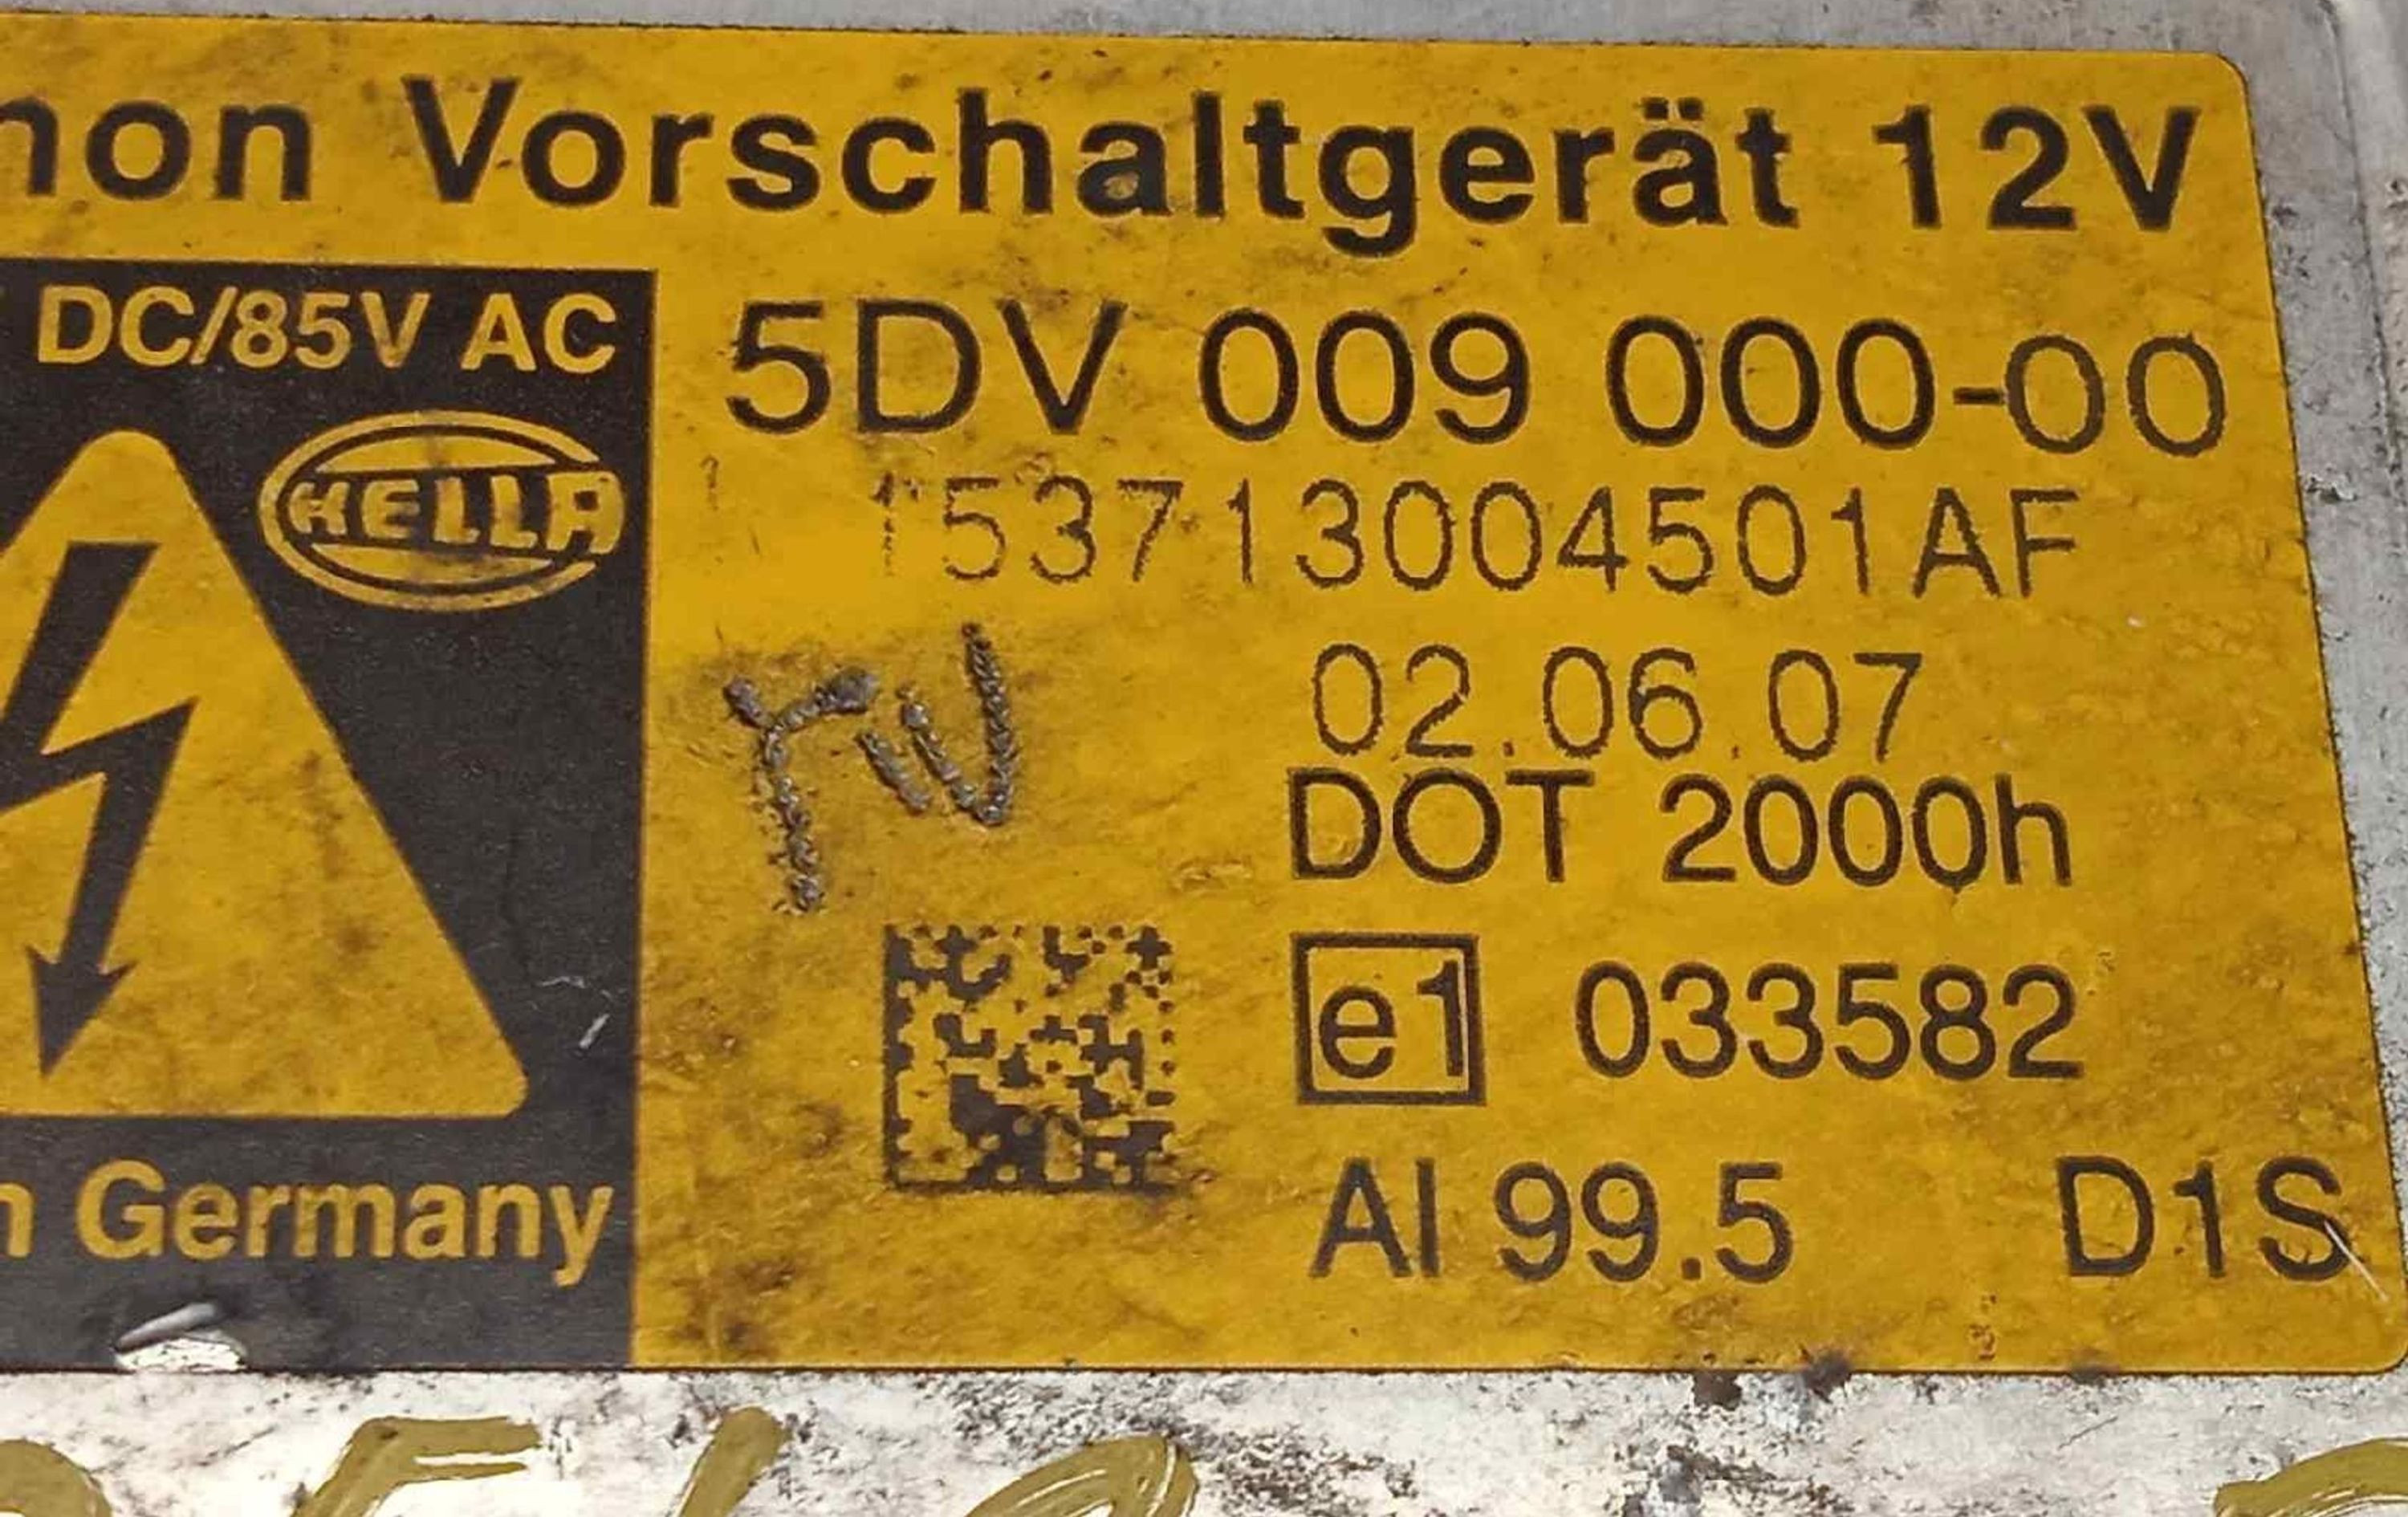 non Vorschaltgerät 12V
DC/85V AC
HELLA
5DV 009 000-00
153713004501AF
02.06.07
DOT 2000h
e1 033582
Al 99.5 D1S
n Germany